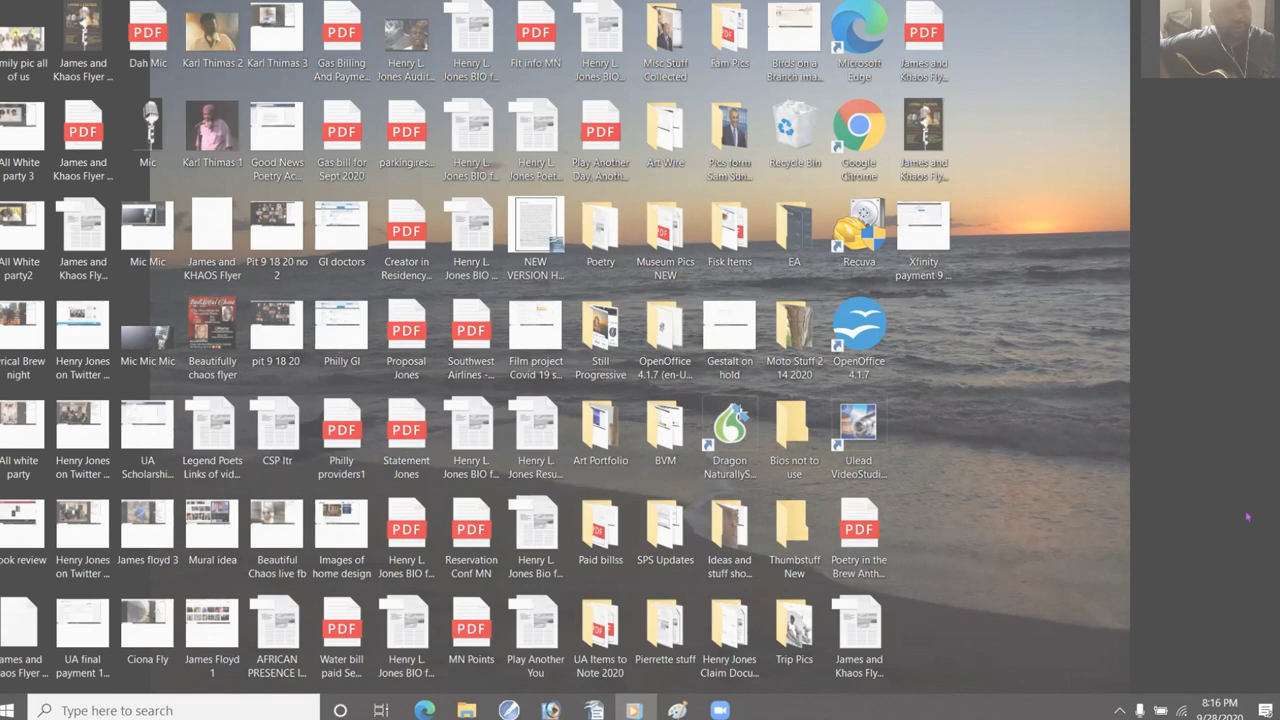 mily pic all
of us
James and
Khaos Flyer ...
Dah Mic
Karl Thimas 2
Karl Thimas 3
Gas Billing
And Payme...
Henry L.
Jones Audit...
Henry L.
Jones BIO f...
Flt info MN
Henry L.
Jones BIO...
Misc Stuff
Collected
Fam Pics
Birds on a
Branch ima...
Microsoft
Edge
James and
Khaos Fly...
All White
party 3
James and
Khaos Flyer ...
Mic
Karl Thimas 1
Good News
Poetry Ac...
Gas bill for
Sept 2020
parking,res...
Henry L.
Jones BIO f...
Henry L.
Jones Poet...
Play Another
Day, Anoth...
Art Wire
Pics form
Sam Sun...
Recycle Bin
Google
Chrome
James and
Khaos Fly...
All White
party2
James and
Khaos Fly...
Mic Mic
James and
KHAOS Flyer
Pit 9 18 20 no
2
GI doctors
Creator in
Residency...
Henry L.
Jones BIO ...
NEW
VERSION H...
Poetry
Museum Pics
NEW
Fisk Items
EA
Recuva
Xfinity
payment 9 ...
rical Brew
night
Henry Jones
on Twitter ...
Mic Mic Mic
Beautifully
chaos flyer
pit 9 18 20
Philly GI
Proposal
Jones
Southwest
Airlines -...
Film project
Covid 19 s...
Still
Progressive
OpenOffice
4.1.7 (en-U...
Gestalt on
hold
Moto Stuff 2
14 2020
OpenOffice
4.1.7
All white
party
Henry Jones
on Twitter ...
UA
Scholarshi...
Legend Poets
Links of vid...
CSP ltr
Philly
providers1
Statement
Jones
Henry L.
Jones BIO f...
Henry L.
Jones Resu...
Art Portfolio
BVM
Dragon
NaturallyS...
Bios not to
use
Ulead
VideoStudi...
ook review
Henry Jones
on Twitter ...
James floyd 3
Mural idea
Beautiful
Chaos live fb
Images of
home design
Henry L.
Jones BIO f...
Reservation
Conf MN
Henry L.
Jones Bio f...
Paid billss
SPS Updates
Ideas and
stuff sho...
Thumbstuff
New
Poetry in the
Brew Anth...
ames and
aos Flyer ...
UA final
payment 1...
Ciona Fly
James Floyd
1
AFRICAN
PRESENCE I...
Water bill
paid Se...
Henry L.
Jones BIO f...
MN Points
Play Another
You
UA Items to
Note 2020
Pierrette stuff
Henry Jones
Claim Docu...
Trip Pics
James and
Khaos Fly...
Type here to search
8:16 PM
9/28/2020